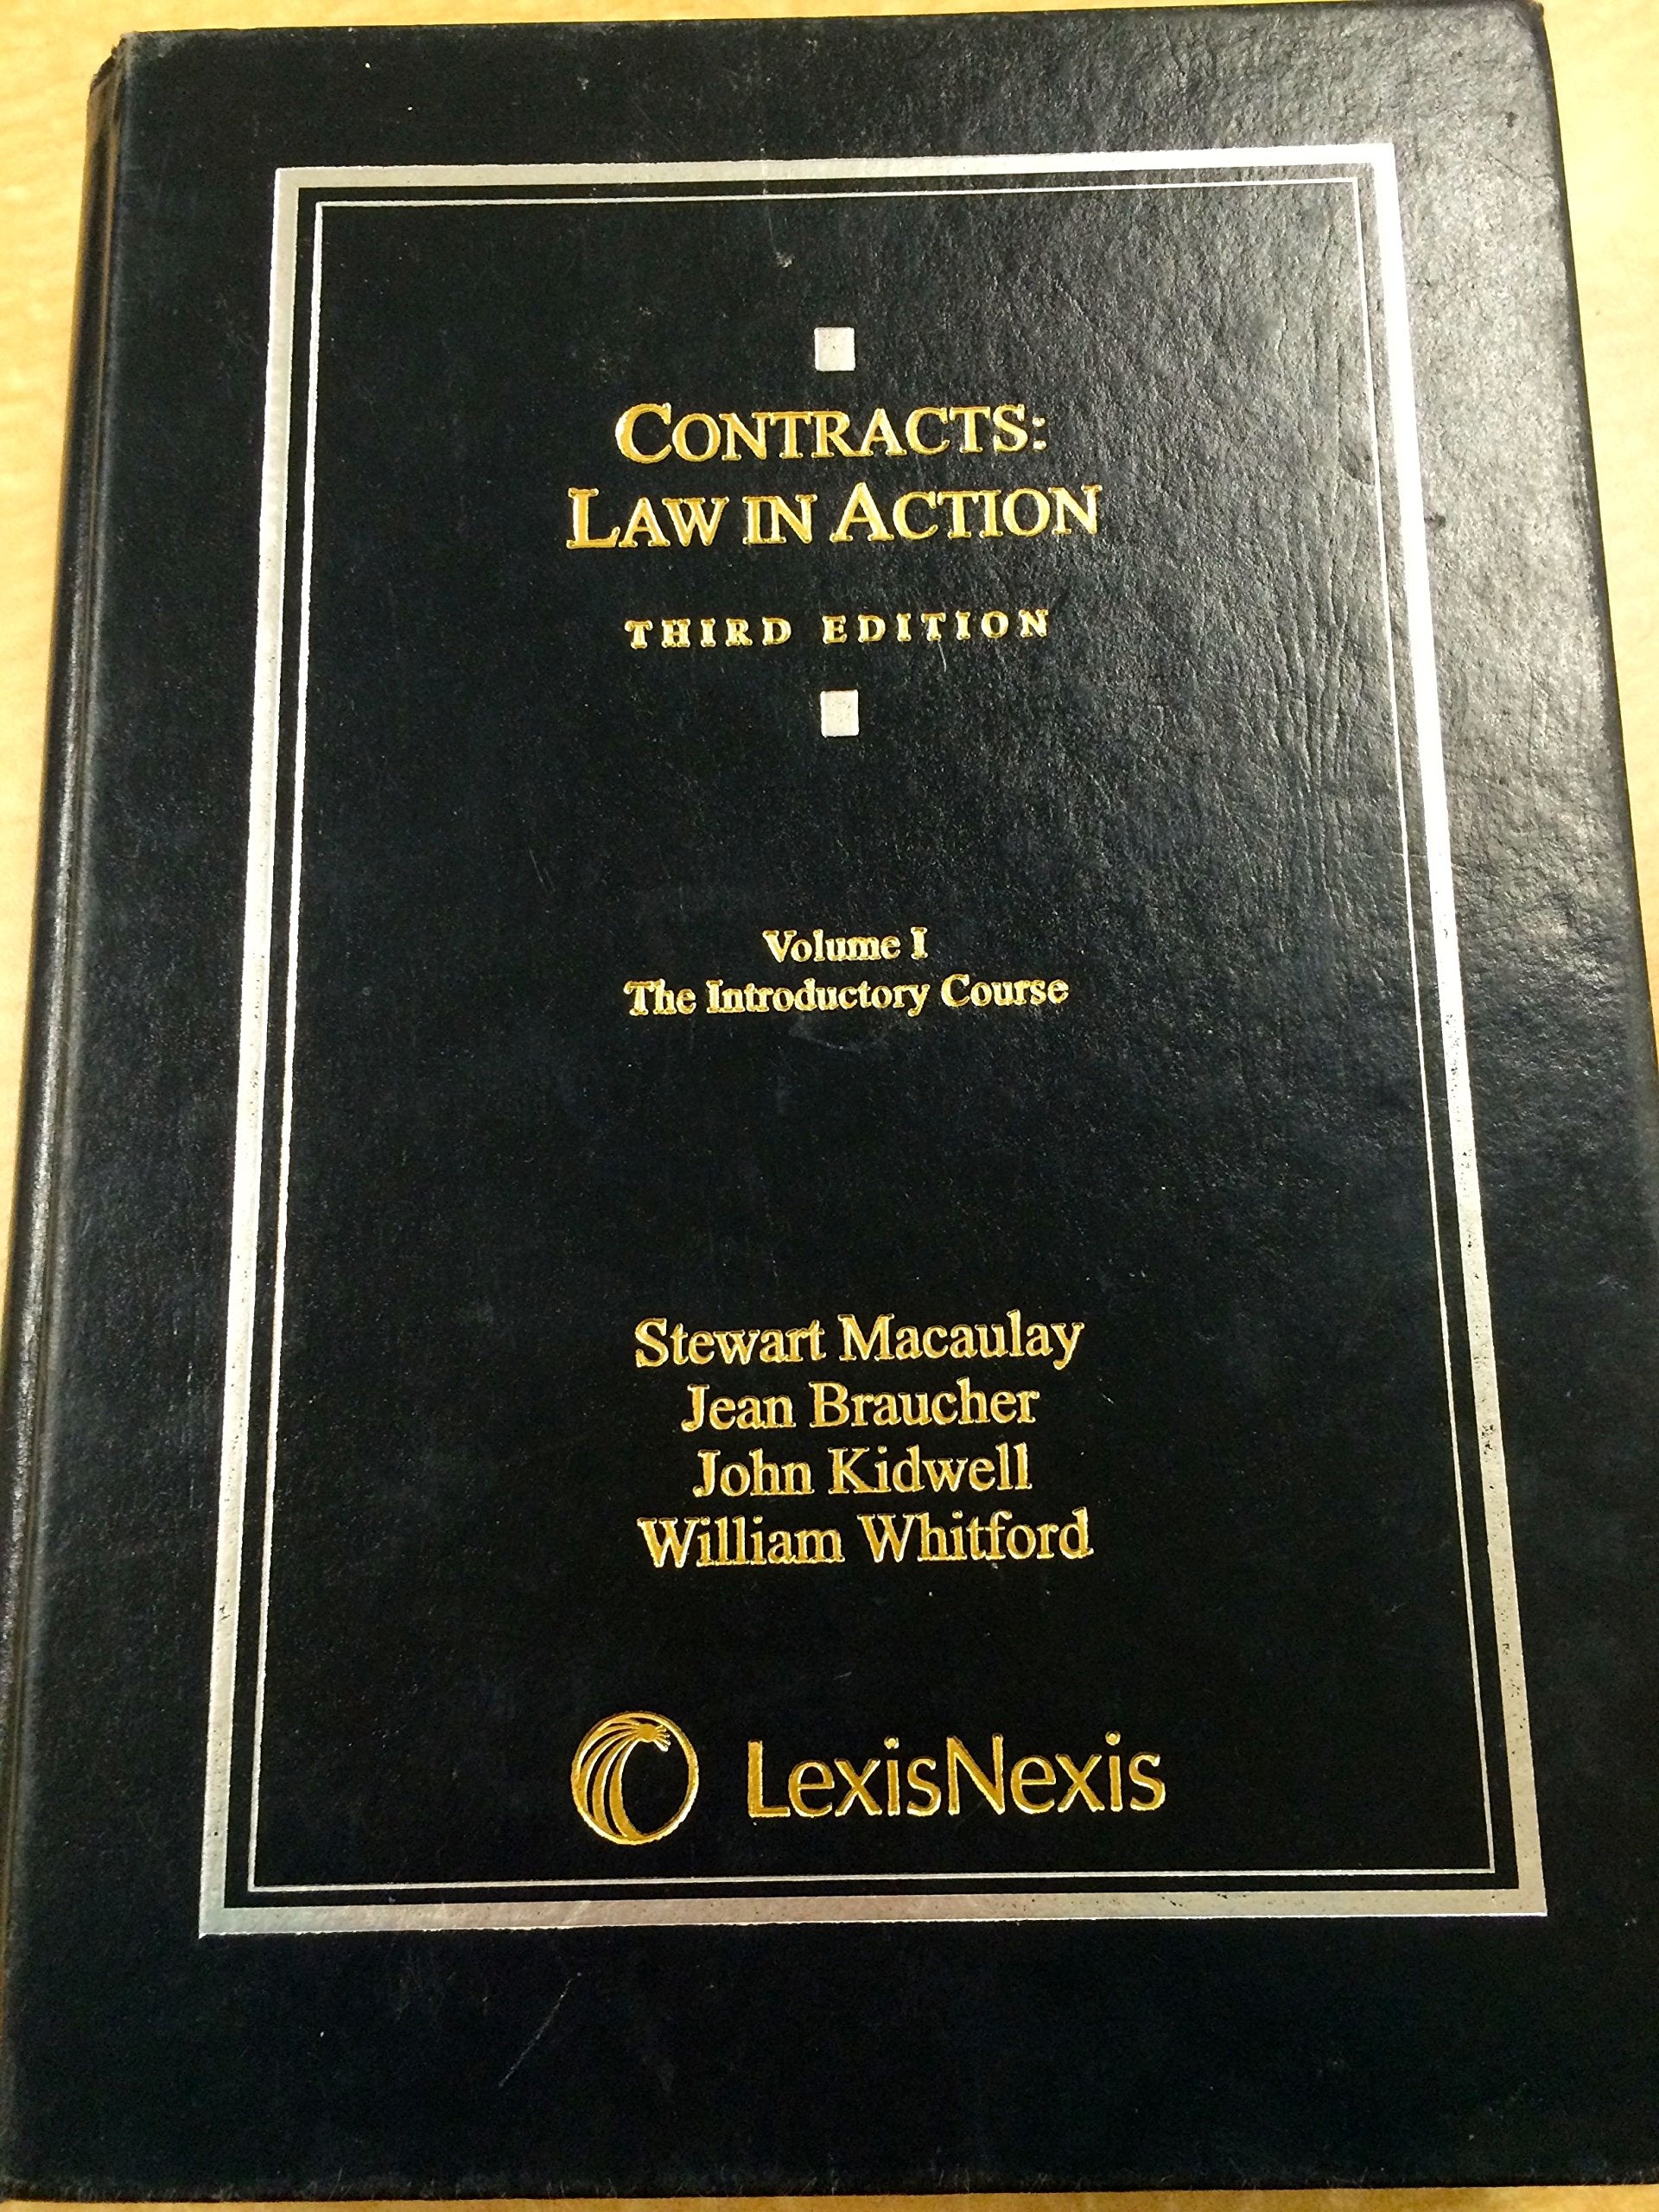 CONTRACTS:
LAW IN ACTION
THIRD EDITION
Volume I
The Introductory Course
Stewart Macaulay
Jean Braucher
John Kidwell
William Whitford
LexisNexis